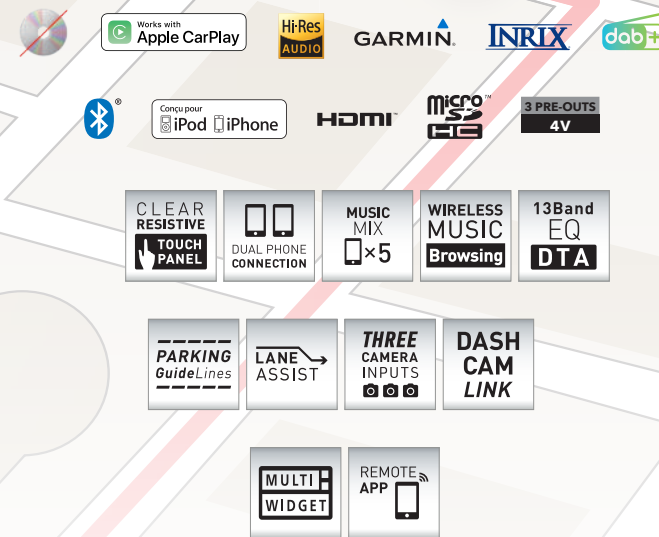 Works with
Apple CarPlay
Hi-Res
AUDIO
GARMIN®
INRIX
dab+
®
Conçu pour
iPod iPhone
HDMI™
micro™
SD
HC
3 PRE-OUTS
4V
CLEAR
RESISTIVE
TOUCH
PANEL
DUAL PHONE
CONNECTION
MUSIC
MIX
×5
WIRELESS
MUSIC
Browsing
13Band
EQ
DTA
PARKING
GuideLines
LANE
ASSIST
THREE
CAMERA
INPUTS
DASH
CAM
LINK
MULTI
WIDGET
REMOTE
APP